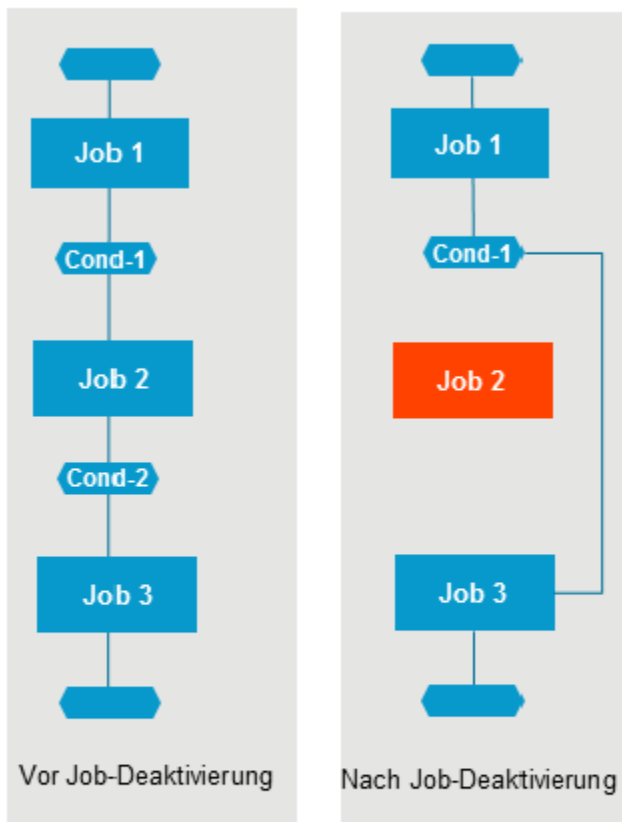 Job 1
Cond-1
Job 2
Cond-2
Job 3
Vor Job-Deaktivierung
Job 1
Cond-1
Job 2
Job 3
Nach Job-Deaktivierung